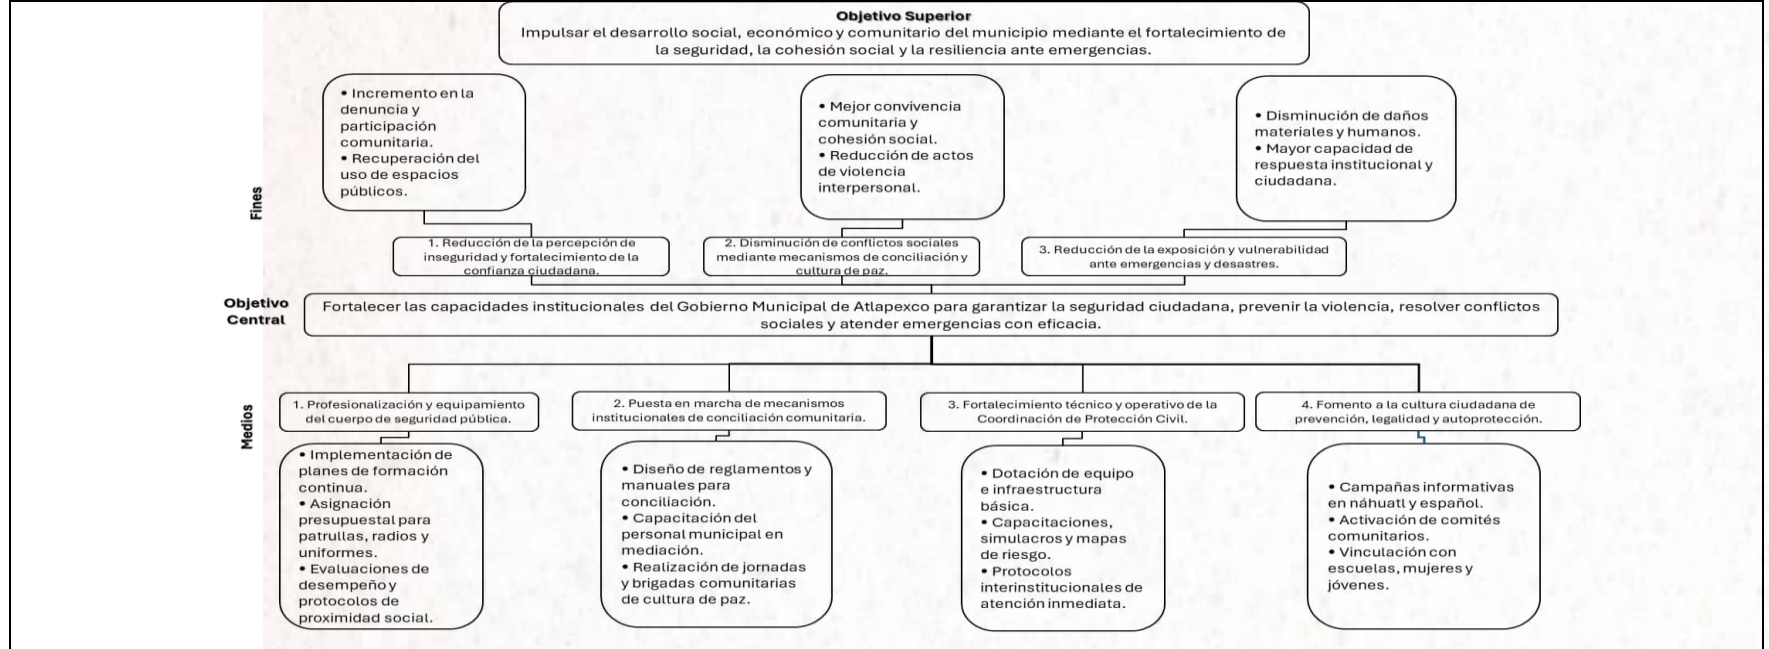 Objetivo Superior
Impulsar el desarrollo social, económico y comunitario del municipio mediante el fortalecimiento de
la seguridad, la cohesión social y la resiliencia ante emergencias.
• Incremento en la
denuncia y
participación
comunitaria.
• Recuperación del
uso de espacios
públicos.
• Mejor convivencia
comunitaria y
cohesión social.
• Reducción de actos
de violencia
interpersonal.
• Disminución de daños
materiales y humanos.
• Mayor capacidad de
respuesta institucional y
ciudadana.
Fines
1. Reducción de la percepción de
inseguridad y fortalecimiento de la
confianza ciudadana.
2. Disminución de conflictos sociales
mediante mecanismos de conciliación y
cultura de paz.
3. Reducción de la exposición y vulnerabilidad
ante emergencias y desastres.
Objetivo
Central
Fortalecer las capacidades institucionales del Gobierno Municipal de Atlapexco para garantizar la seguridad ciudadana, prevenir la violencia, resolver conflictos
sociales y atender emergencias con eficacia.
Medios
1. Profesionalización y equipamiento
del cuerpo de seguridad pública.
2. Puesta en marcha de mecanismos
institucionales de conciliación comunitaria.
3. Fortalecimiento técnico y operativo de la
Coordinación de Protección Civil.
4. Fomento a la cultura ciudadana de
prevención, legalidad y autoprotección.
• Implementación de
planes de formación
continua.
• Asignación
presupuestal para
patrullas, radios y
uniformes.
• Evaluaciones de
desempeño y
protocolos de
proximidad social.
• Diseño de reglamentos y
manuales para
conciliación.
• Capacitación del
personal municipal en
mediación.
• Realización de jornadas
y brigadas comunitarias
de cultura de paz.
• Dotación de equipo
e infraestructura
básica.
• Capacitaciones,
simulacros y mapas
de riesgo.
• Protocolos
interinstitucionales de
atención inmediata.
• Campañas informativas
en náhuatl y español.
• Activación de comités
comunitarios.
• Vinculación con
escuelas, mujeres y
jóvenes.